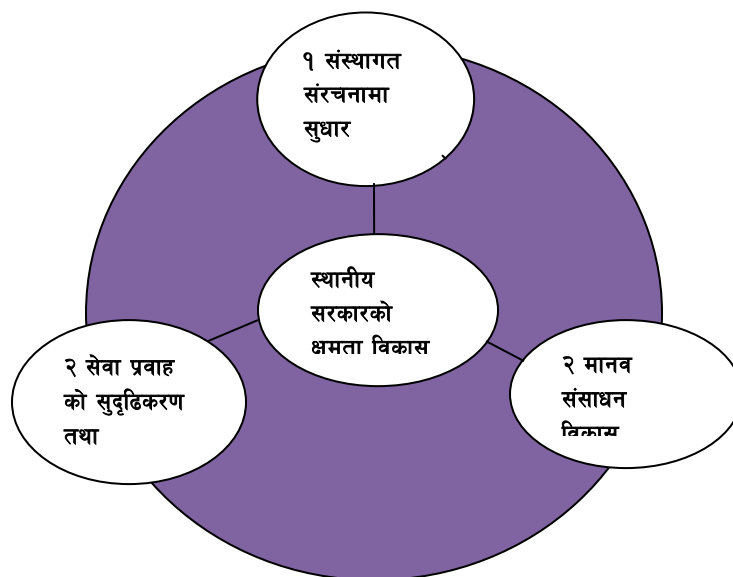 १ संस्थागत
संरचनामा
सुधार
स्थानीय
सरकारको
क्षमता विकास
२ सेवा प्रवाह
को सुदृढिकरण
तथा
२ मानव
संसाधन
विकास